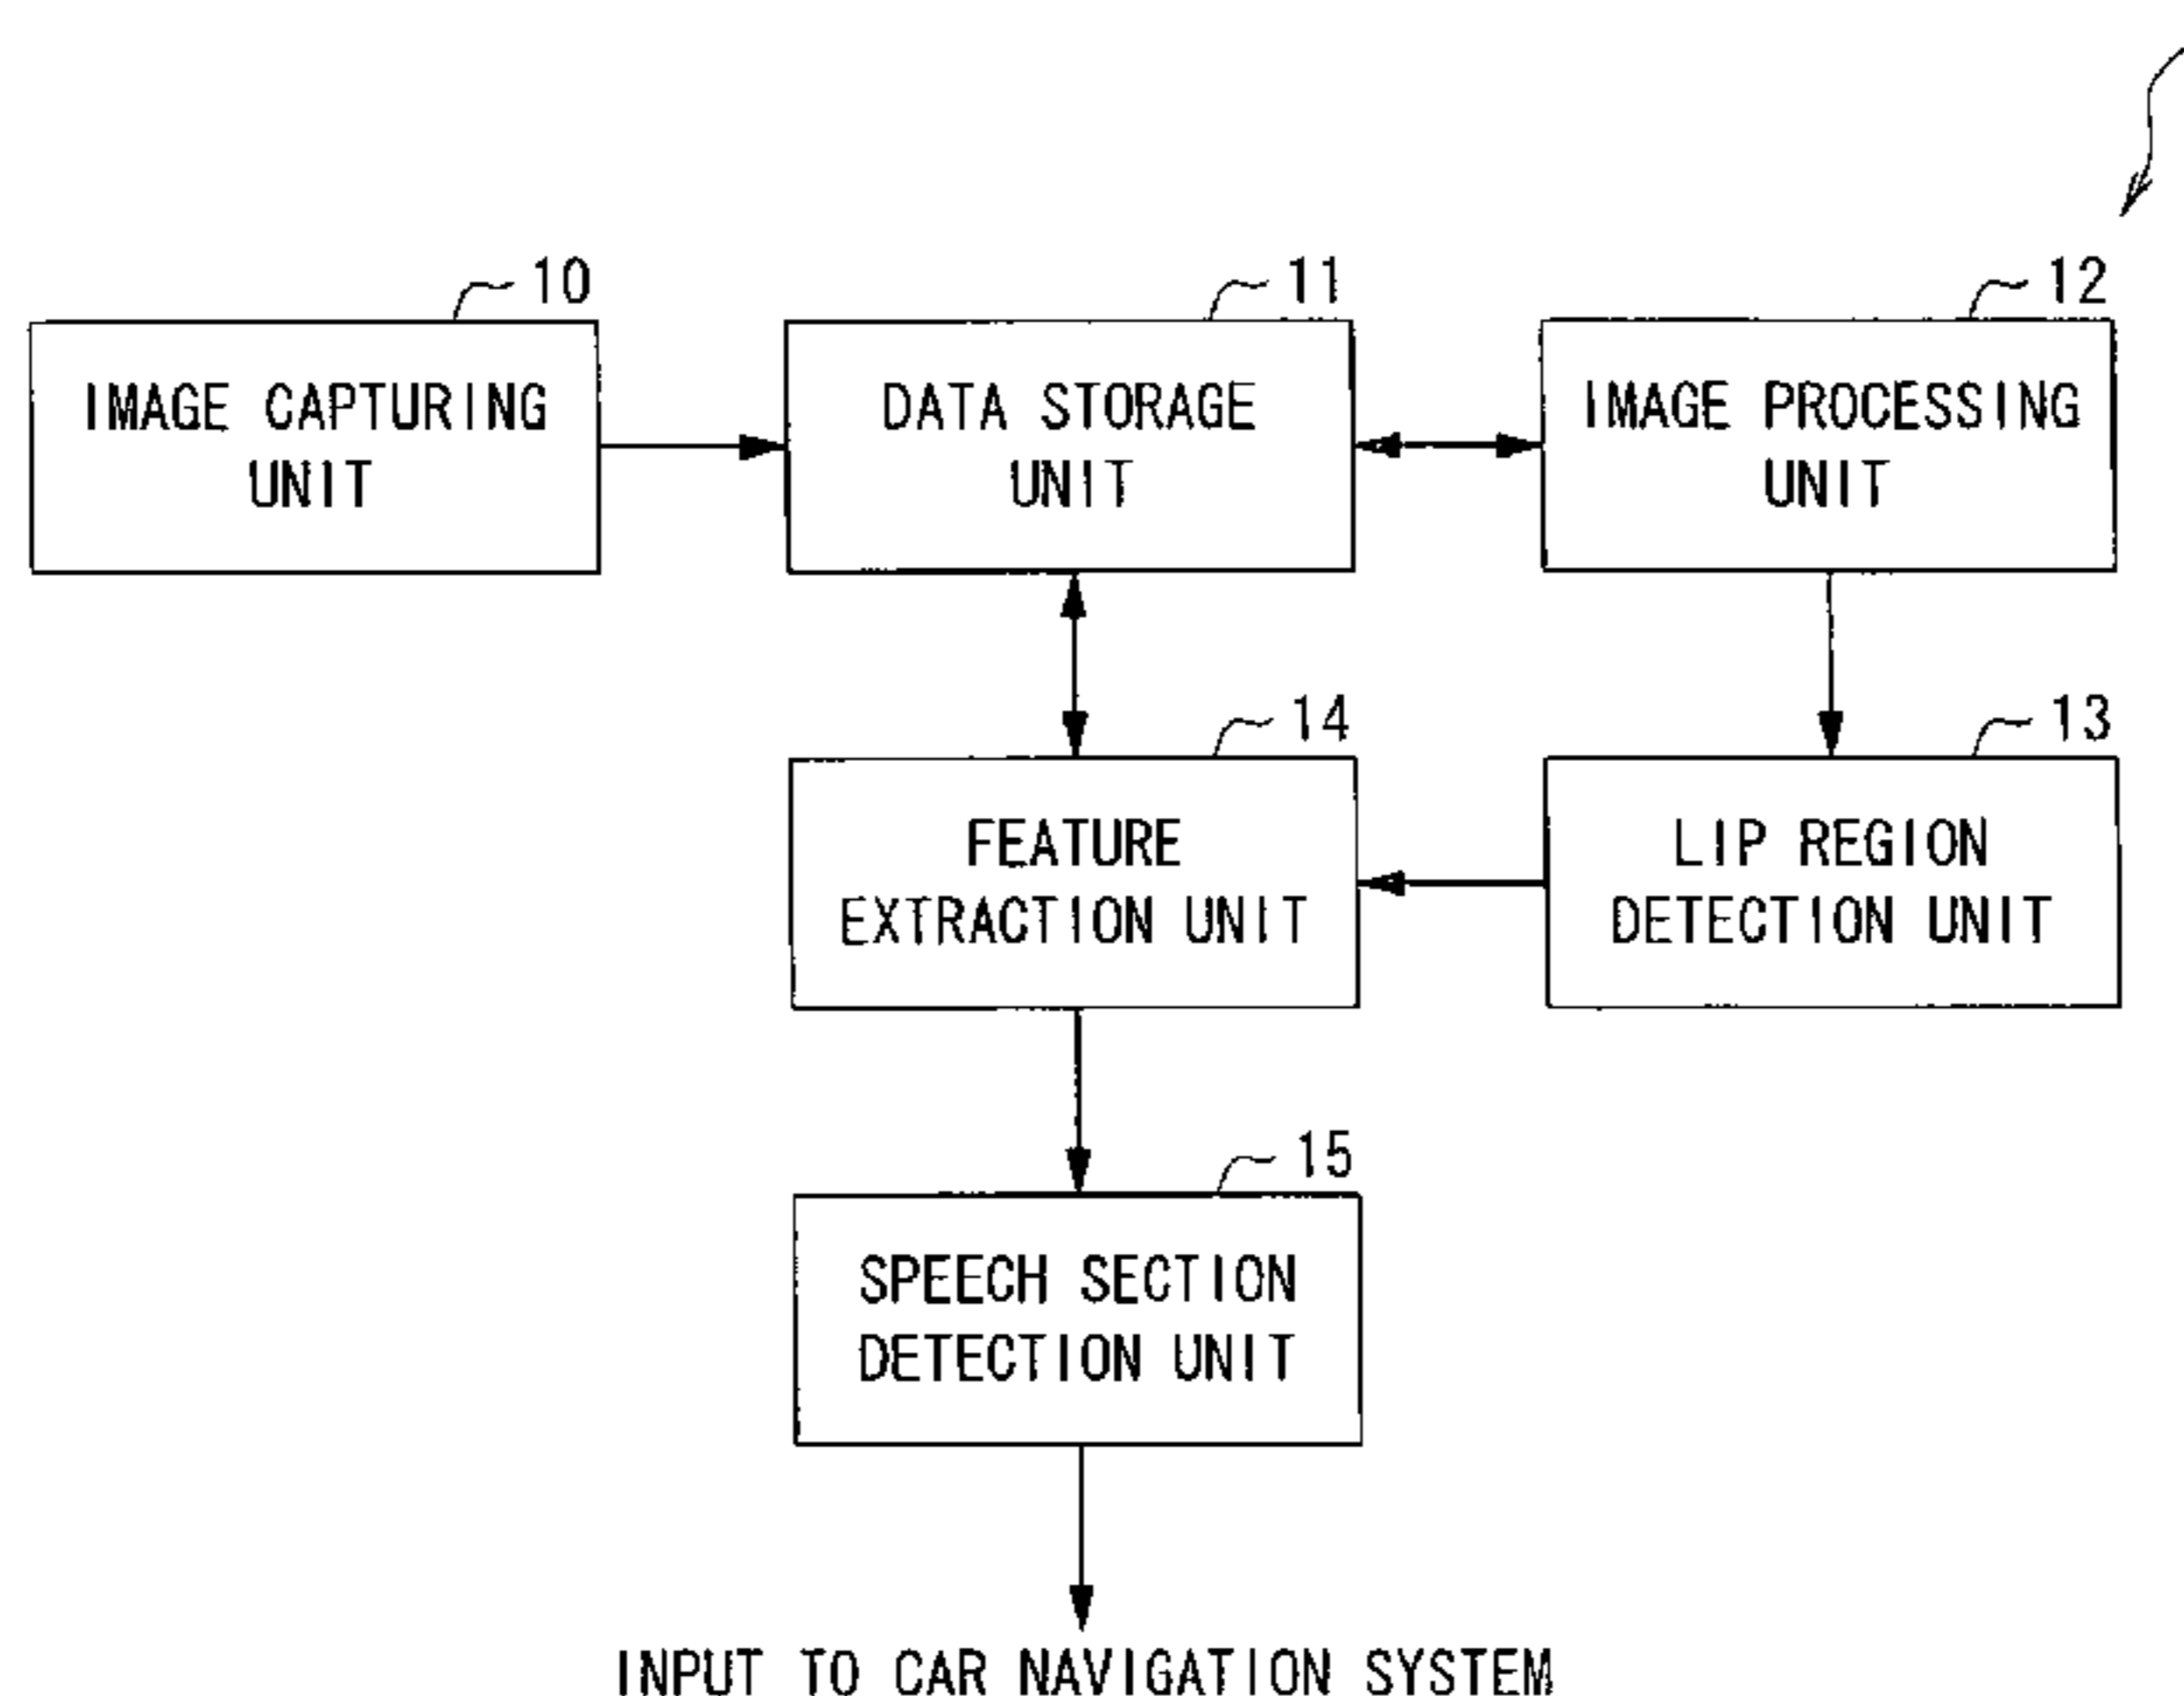 10
IMAGE CAPTURING
UNIT
11
DATA STORAGE
UNIT
12
IMAGE PROCESSING
UNIT
14
FEATURE
EXTRACTION UNIT
13
LIP REGION
DETECTION UNIT
15
SPEECH SECTION
DETECTION UNIT
INPUT TO CAR NAVIGATION SYSTEM